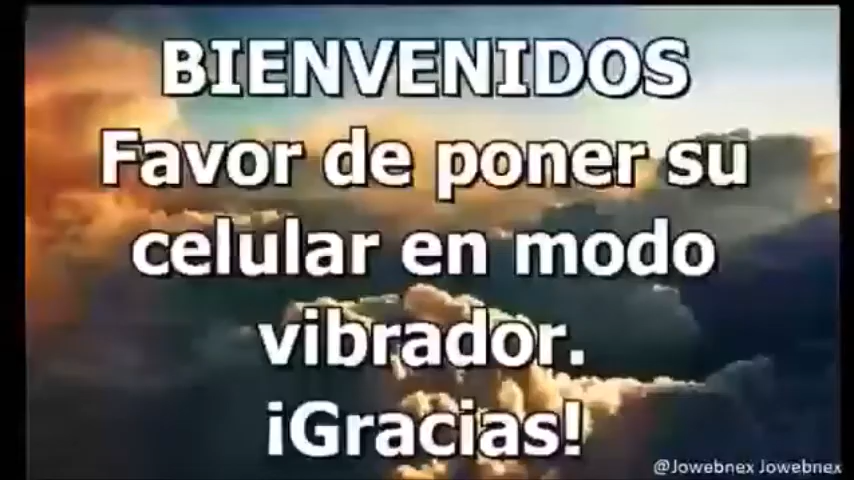 BIENVENIDOS
Favor de poner su
celular en modo
vibrador.
¡Gracias!
@Jowebnex Jowebnex